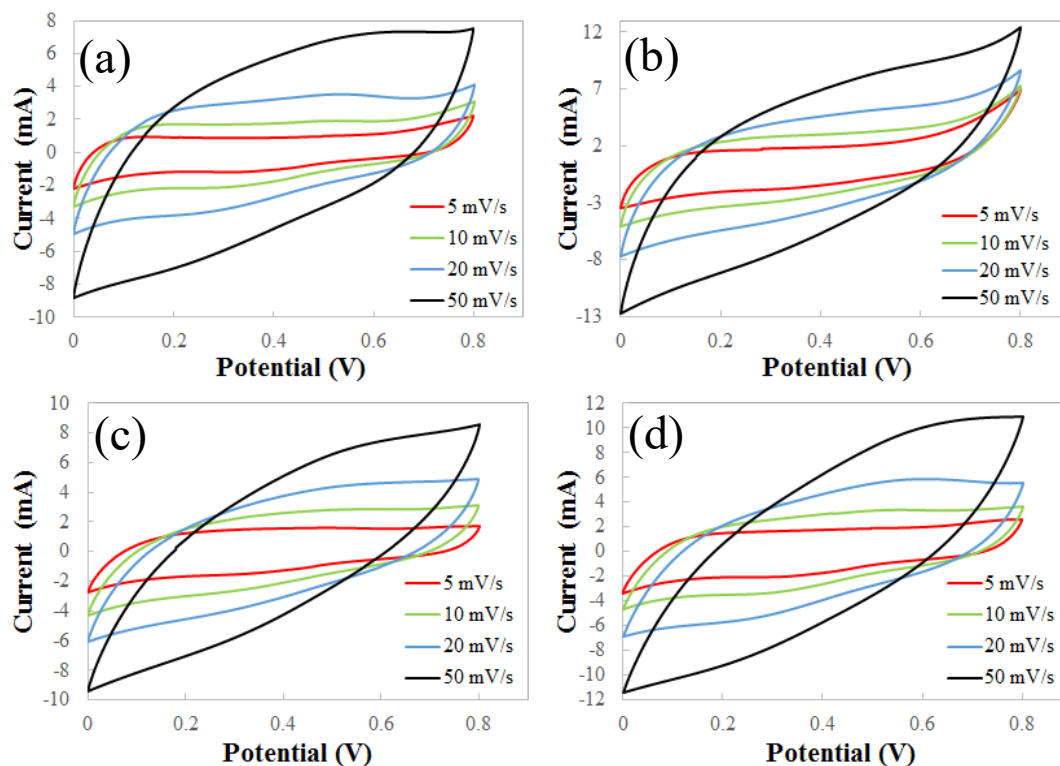 (a)
Current (mA)
8
6
4
2
0
-2
-4
-6
-8
-10
0 0.2 0.4 0.6 0.8
Potential (V)
5 mV/s
10 mV/s
20 mV/s
50 mV/s
(b)
Current (mA)
12
7
2
-3
-8
-13
0 0.2 0.4 0.6 0.8
Potential (V)
5 mV/s
10 mV/s
20 mV/s
50 mV/s
(c)
Current (mA)
10
8
6
4
2
0
-2
-4
-6
-8
-10
0 0.2 0.4 0.6 0.8
Potential (V)
5 mV/s
10 mV/s
20 mV/s
50 mV/s
(d)
Current (mA)
12
10
8
6
4
2
0
-2
-4
-6
-8
-10
-12
0 0.2 0.4 0.6 0.8
Potential (V)
5 mV/s
10 mV/s
20 mV/s
50 mV/s